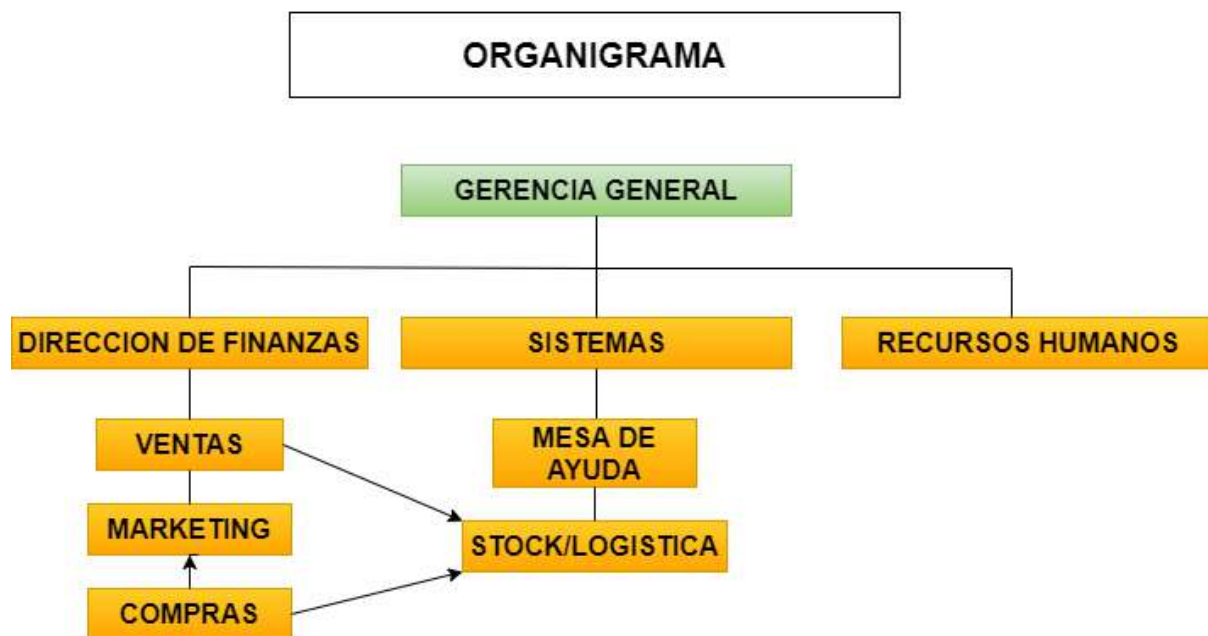 ORGANIGRAMA
GERENCIA GENERAL
DIRECCION DE FINANZAS
SISTEMAS
RECURSOS HUMANOS
VENTAS
MESA DE
AYUDA
MARKETING
STOCK/LOGISTICA
COMPRAS